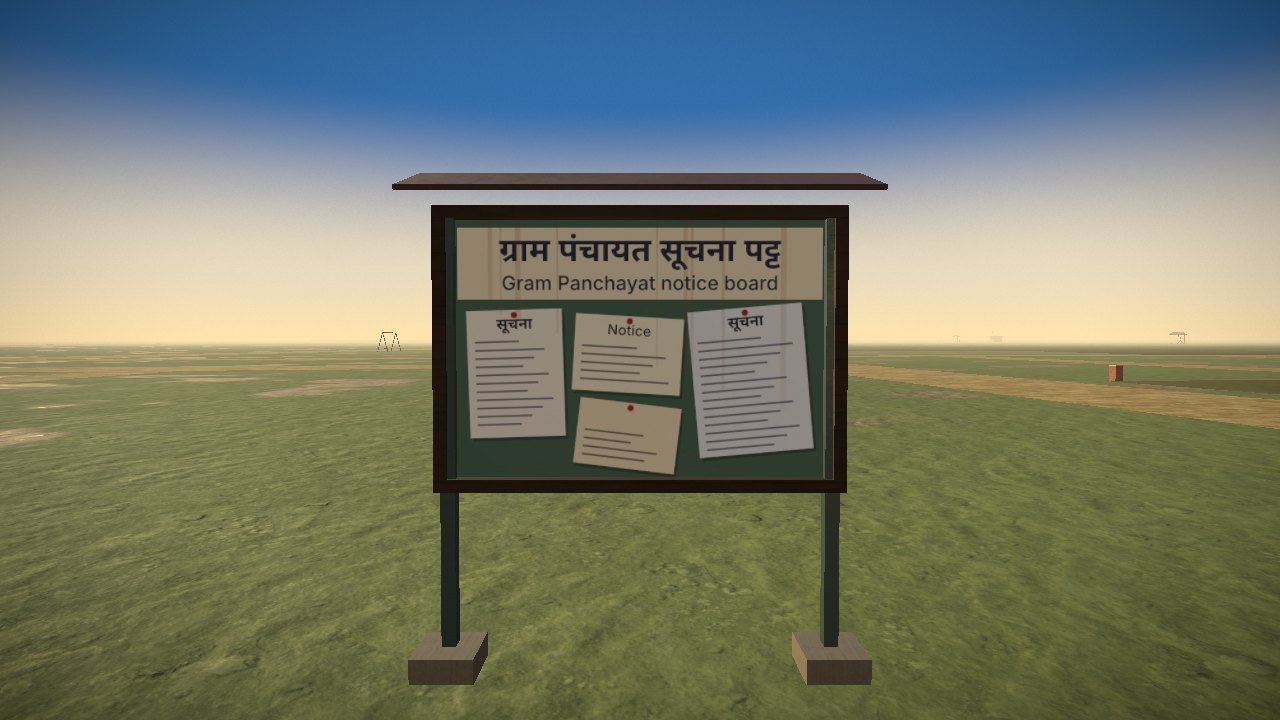 ग्राम पंचायत सूचना पट्ट
Gram Panchayat notice board
सूचना
Notice
सूचना